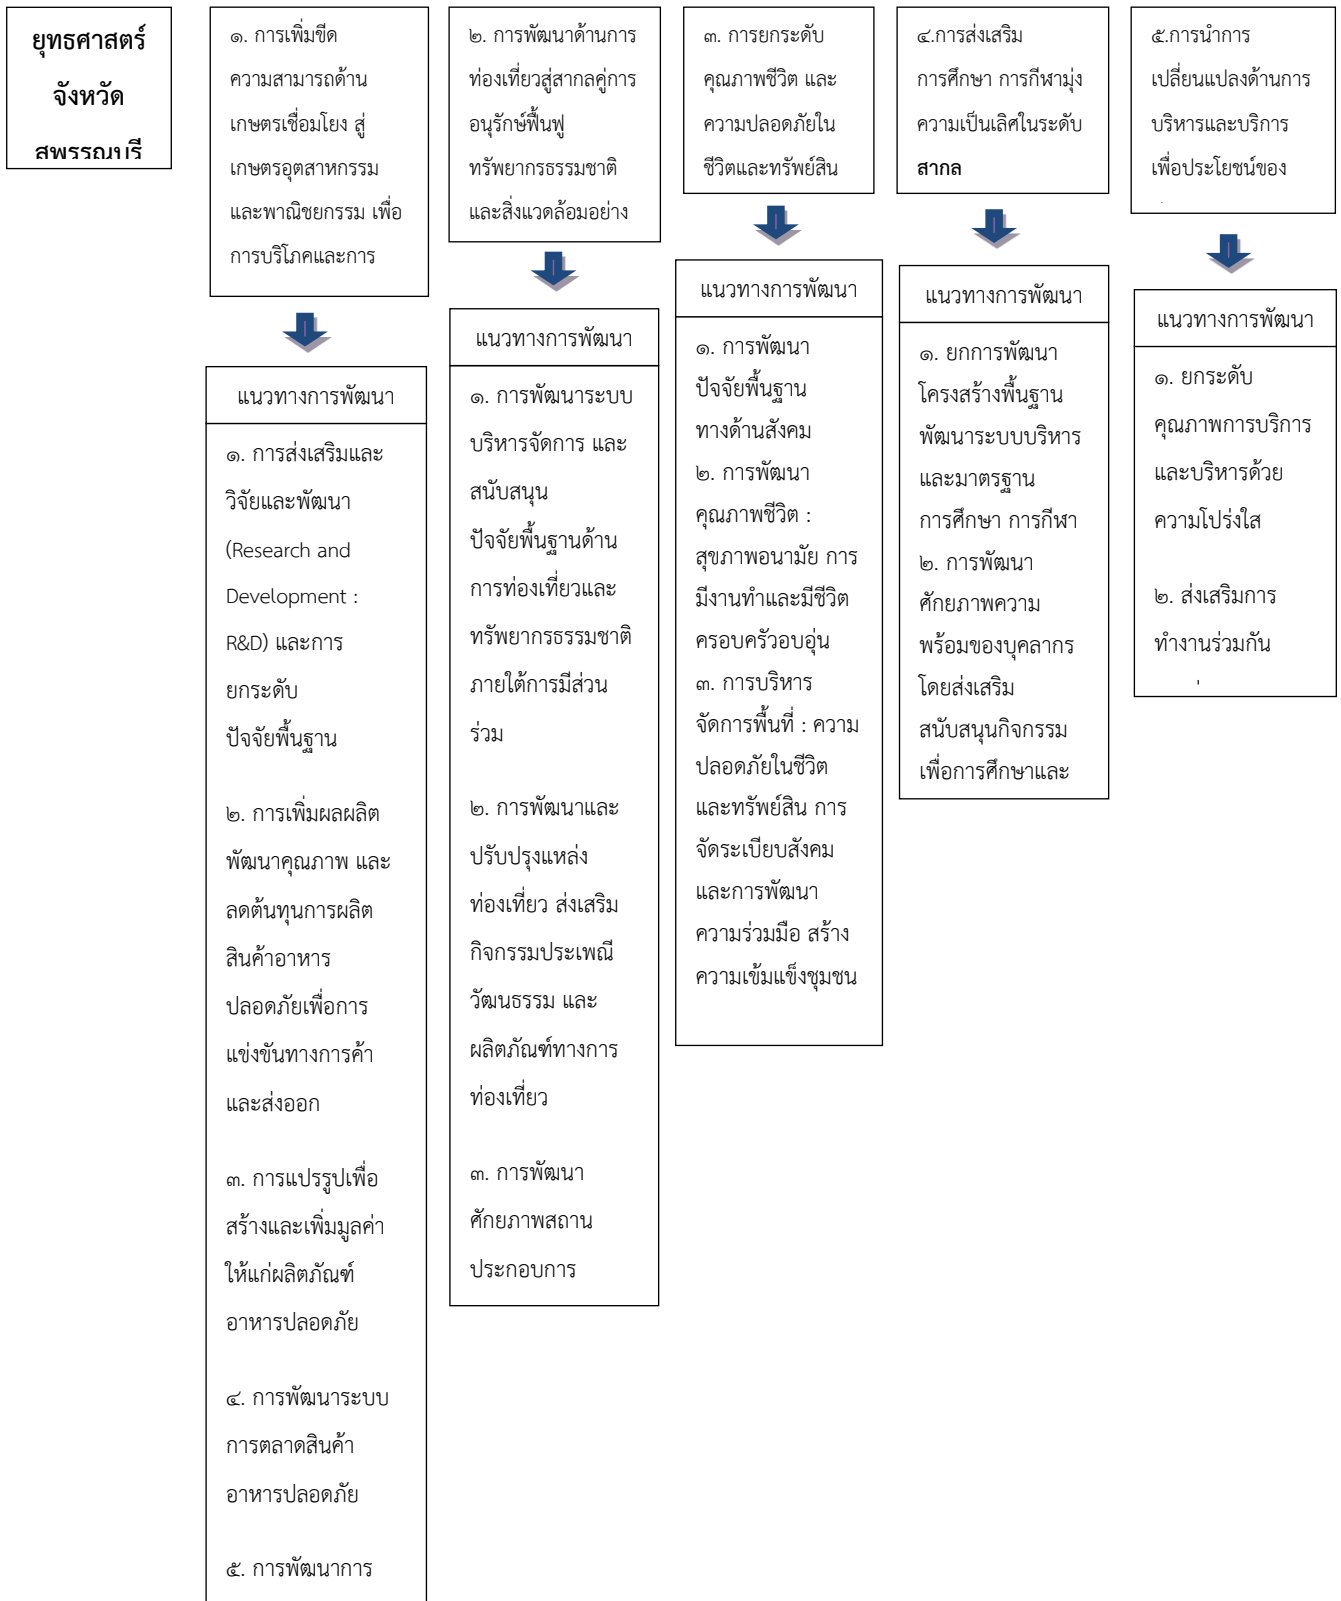 ยุทธศาสตร์
จังหวัด
สุพรรณบุรี
๑. การเพิ่มขีด
ความสามารถด้าน
เกษตรเชื่อมโยง สู่
เกษตรอุตสาหกรรม
และพาณิชยกรรม เพื่อ
การบริโภคและการ
๒. การพัฒนาด้านการ
ท่องเที่ยวสู่สากลคู่การ
อนุรักษ์ฟื้นฟู
ทรัพยากรธรรมชาติ
และสิ่งแวดล้อมอย่าง
๓. การยกระดับ
คุณภาพชีวิต และ
ความปลอดภัยใน
ชีวิตและทรัพย์สิน
๔.การส่งเสริม
การศึกษา การกีฬามุ่ง
ความเป็นเลิศในระดับ
สากล
๕.การนำการ
เปลี่ยนแปลงด้านการ
บริหารและบริการ
เพื่อประโยชน์ของ
แนวทางการพัฒนา
๑. การส่งเสริมและ
วิจัยและพัฒนา
(Research and
Development :
R&D) และการ
ยกระดับ
ปัจจัยพื้นฐาน
๒. การเพิ่มผลผลิต
พัฒนาคุณภาพ และ
ลดต้นทุนการผลิต
สินค้าอาหาร
ปลอดภัยเพื่อการ
แข่งขันทางการค้า
และส่งออก
๓. การแปรรูปเพื่อ
สร้างและเพิ่มมูลค่า
ให้แก่ผลิตภัณฑ์
อาหารปลอดภัย
๔. การพัฒนาระบบ
การตลาดสินค้า
อาหารปลอดภัย
๕. การพัฒนาการ
แนวทางการพัฒนา
๑. การพัฒนาระบบ
บริหารจัดการ และ
สนับสนุน
ปัจจัยพื้นฐานด้าน
การท่องเที่ยวและ
ทรัพยากรธรรมชาติ
ภายใต้การมีส่วน
ร่วม
๒. การพัฒนาและ
ปรับปรุงแหล่ง
ท่องเที่ยว ส่งเสริม
กิจกรรมประเพณี
วัฒนธรรม และ
ผลิตภัณฑ์ทางการ
ท่องเที่ยว
๓. การพัฒนา
ศักยภาพสถาน
ประกอบการ
แนวทางการพัฒนา
๑. การพัฒนา
ปัจจัยพื้นฐาน
ทางด้านสังคม
๒. การพัฒนา
คุณภาพชีวิต :
สุขภาพอนามัย การ
มีงานทำและมีชีวิต
ครอบครัวอบอุ่น
๓. การบริหาร
จัดการพื้นที่ : ความ
ปลอดภัยในชีวิต
และทรัพย์สิน การ
จัดระเบียบสังคม
และการพัฒนา
ความร่วมมือ สร้าง
ความเข้มแข็งชุมชน
แนวทางการพัฒนา
๑. ยกการพัฒนา
โครงสร้างพื้นฐาน
พัฒนาระบบบริหาร
และมาตรฐาน
การศึกษา การกีฬา
๒. การพัฒนา
ศักยภาพความ
พร้อมของบุคลากร
โดยส่งเสริม
สนับสนุนกิจกรรม
เพื่อการศึกษาและ
แนวทางการพัฒนา
๑. ยกระดับ
คุณภาพการบริการ
และบริหารด้วย
ความโปร่งใส
๒. ส่งเสริมการ
ทำงานร่วมกัน